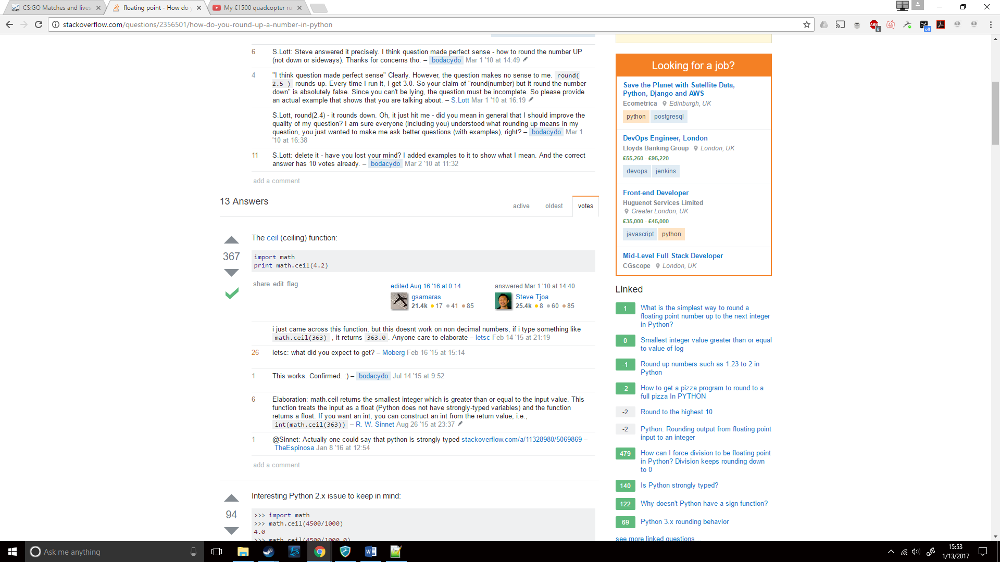 CS:GO Matches and lives
floating point - How do y
My €1500 quadcopter ru
stackoverflow.com/questions/2356501/how-do-you-round-up-a-number-in-python
ABP
8
off
6 S.Lott: Steve answered it precisely. I think question made perfect sense - how to round the number UP
(not down or sideways). Thanks for concerns tho. – bodacydo Mar 1 '10 at 14:49
4 "I think question made perfect sense" Clearly. However, the question makes no sense to me. round(
2.5 ) rounds up. Every time I run it, I get 3.0. So your claim of "round(number) but it round the number
down" is absolutely false. Since you can't be lying, the question must be incomplete. So please provide
an actual example that shows that you are talking about. – S.Lott Mar 1 '10 at 16:19
S.Lott, round(2.4) - it rounds down. Oh, it just hit me - did you mean in general that I should improve the
quality of my question? I am sure everyone (including you) understood what rounding up means in my
question, you just wanted to make me ask better questions (with examples), right? – bodacydo Mar 1
'10 at 16:38
11 S.Lott: delete it - have you lost your mind? I added examples to it to show what I mean. And the correct
answer has 10 votes already. – bodacydo Mar 2 '10 at 11:32
add a comment
13 Answers
active oldest votes
The ceil (ceiling) function:
367
import math
print math.ceil(4.2)
share edit flag
edited Aug 16 '16 at 0:14
gsamaras
21.4k 17 41 85
answered Mar 1 '10 at 14:40
Steve Tjoa
25.4k 8 60 85
i just came across this function, but this doesnt work on non decimal numbers, if i type something like
math.ceil(363) , it returns 363.0 . Anyone care to elaborate – letsc Feb 14 '15 at 21:19
26 letsc: what did you expect to get? – Moberg Feb 16 '15 at 15:14
1 This works. Confirmed. :) – bodacydo Jul 14 '15 at 9:52
6 Elaboration: math.ceil returns the smallest integer which is greater than or equal to the input value. This
function treats the input as a float (Python does not have strongly-typed variables) and the function
returns a float. If you want an int, you can construct an int from the return value, i.e.,
int(math.ceil(363)) – R. W. Sinnet Aug 26 '15 at 23:37
1 @Sinnet: Actually one could say that python is strongly typed stackoverflow.com/a/11328980/5069869 –
TheEspinosa Jan 8 '16 at 12:54
add a comment
Interesting Python 2.x issue to keep in mind:
94
>>> import math
>>> math.ceil(4500/1000)
4.0
>>> math.ceil(4500/1000.0)
Looking for a job?
Save the Planet with Satellite Data,
Python, Django and AWS
Ecometrica Edinburgh, UK
python postgresql
DevOps Engineer, London
Lloyds Banking Group London, UK
£55,260 - £95,220
devops jenkins
Front-end Developer
Huguenot Services Limited
Greater London, UK
£35,000 - £45,000
javascript python
Mid-Level Full Stack Developer
CGscope London, UK
Linked
1 What is the simplest way to round a
floating point number up to the next integer
in Python?
0 Smallest integer value greater than or equal
to value of log
-1 Round up numbers such as 1.23 to 2 in
Python
-2 How to get a pizza program to round to a
full pizza In PYTHON
-2 Round to the highest 10
-2 Python: Rounding output from floating point
input to an integer
479 How can I force division to be floating point
in Python? Division keeps rounding down
to 0
140 Is Python strongly typed?
122 Why doesn't Python have a sign function?
69 Python 3.x rounding behavior
see more linked questions…
Ask me anything
15:53
1/13/2017